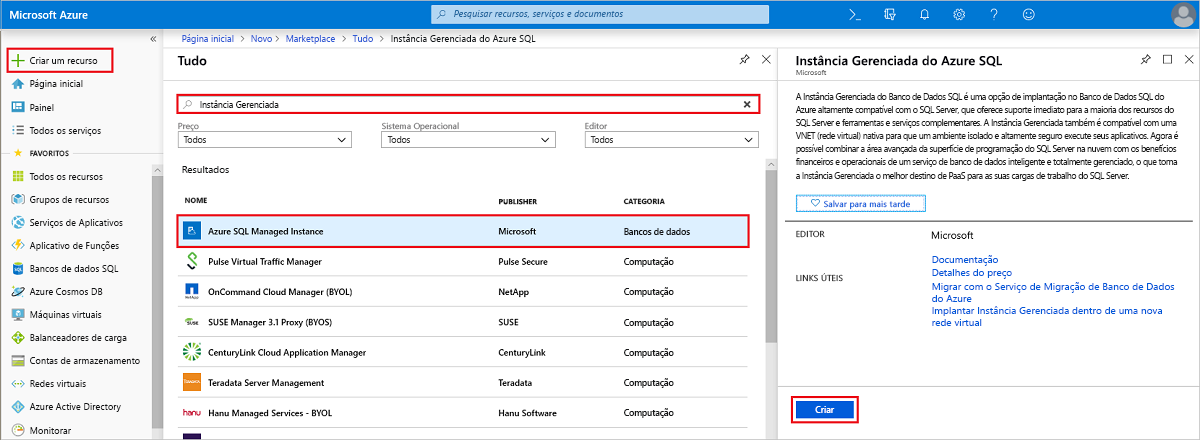 Microsoft Azure
Pesquisar recursos, serviços e documentos
Criar um recurso
Página inicial
Painel
Todos os serviços
FAVORITOS
Todos os recursos
Grupos de recursos
Serviços de Aplicativos
Aplicativo de Funções
Bancos de dados SQL
Azure Cosmos DB
Máquinas virtuais
Balanceadores de carga
Contas de armazenamento
Redes virtuais
Azure Active Directory
Monitorar
Página inicial > Novo > Marketplace > Tudo > Instância Gerenciada do Azure SQL
Tudo
Instância Gerenciada
Preço
Todos
Sistema Operacional
Todos
Editor
Todos
Resultados
NOME PUBLISHER CATEGORIA
Azure SQL Managed Instance Microsoft Bancos de dados
Pulse Virtual Traffic Manager Pulse Secure Computação
NetApp OnCommand Cloud Manager (BYOL) NetApp Computação
SUSE SUSE Manager 3.1 Proxy (BYOS) SUSE Computação
CenturyLink Cloud Application Manager CenturyLink Computação
Teradata Teradata Server Management Teradata Computação
hanu Hanu Managed Services - BYOL Hanu Software Computação
Instância Gerenciada do Azure SQL
Microsoft
A Instância Gerenciada do Banco de Dados SQL é uma opção de implantação no Banco de Dados SQL do
Azure altamente compatível com o SQL Server, que oferece suporte imediato para a maioria dos recursos do
SQL Server e ferramentas e serviços complementares. A Instância Gerenciada também é compatível com uma
VNET (rede virtual) nativa para que um ambiente isolado e altamente seguro execute seus aplicativos. Agora é
possível combinar a área avançada da superfície de programação do SQL Server na nuvem com os benefícios
financeiros e operacionais de um serviço de banco de dados inteligente e totalmente gerenciado, o que torna
a Instância Gerenciada o melhor destino de PaaS para as suas cargas de trabalho do SQL Server.
Salvar para mais tarde
EDITOR Microsoft
LINKS ÚTEIS
Documentação
Detalhes do preço
Migrar com o Serviço de Migração de Banco de Dados
do Azure
Implantar Instância Gerenciada dentro de uma nova
rede virtual
Criar